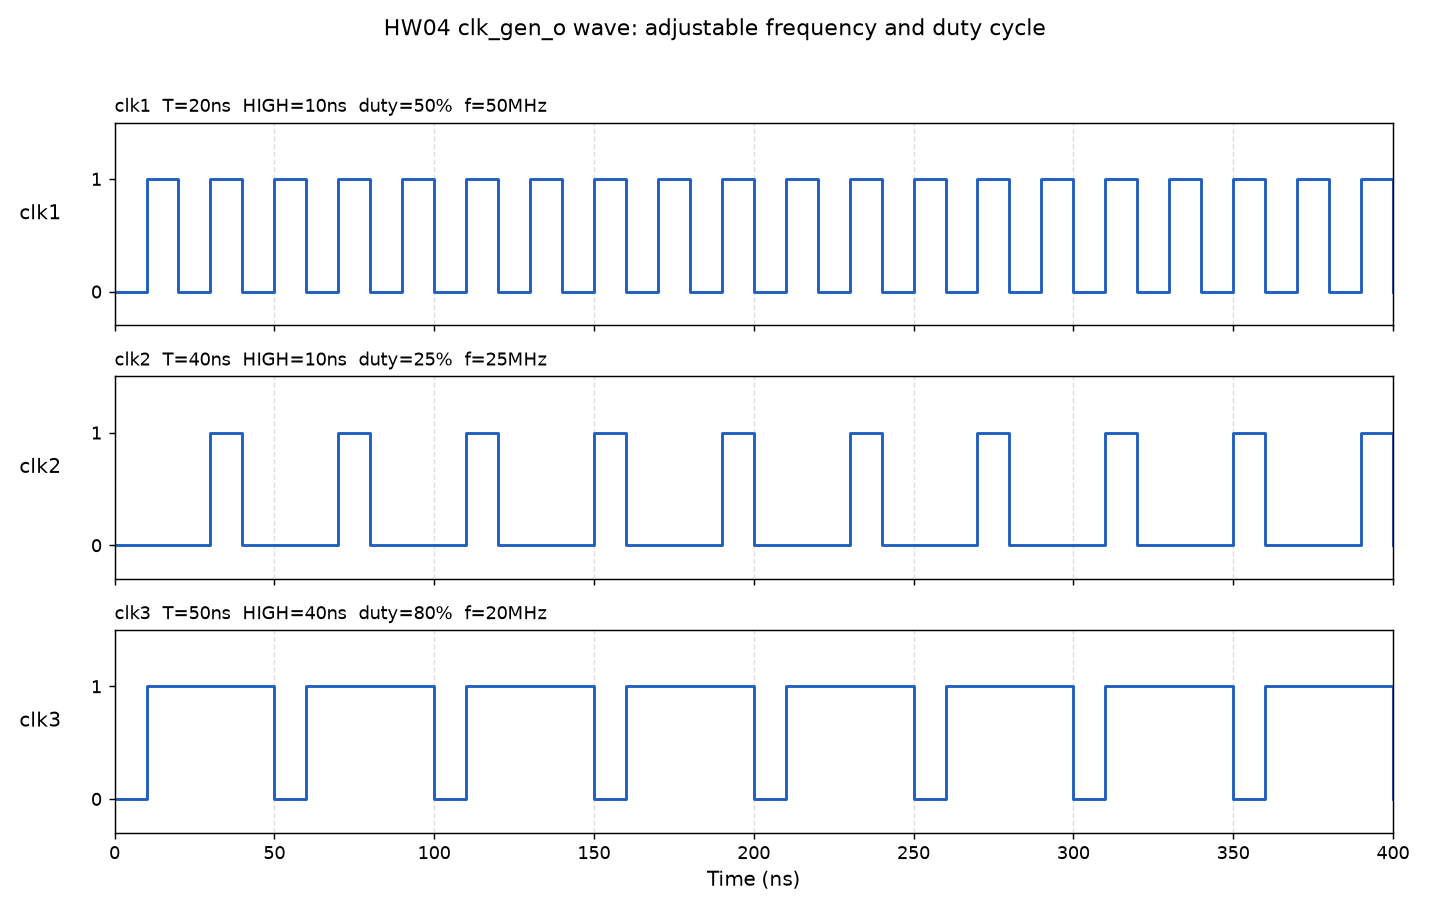 HW04 clk_gen_o wave: adjustable frequency and duty cycle
clk1  T=20ns  HIGH=10ns  duty=50%  f=50MHz
1
clk1
0
clk2  T=40ns  HIGH=10ns  duty=25%  f=25MHz
1
clk2
0
clk3  T=50ns  HIGH=40ns  duty=80%  f=20MHz
1
clk3
0
0 50 100 150 200 250 300 350 400
Time (ns)